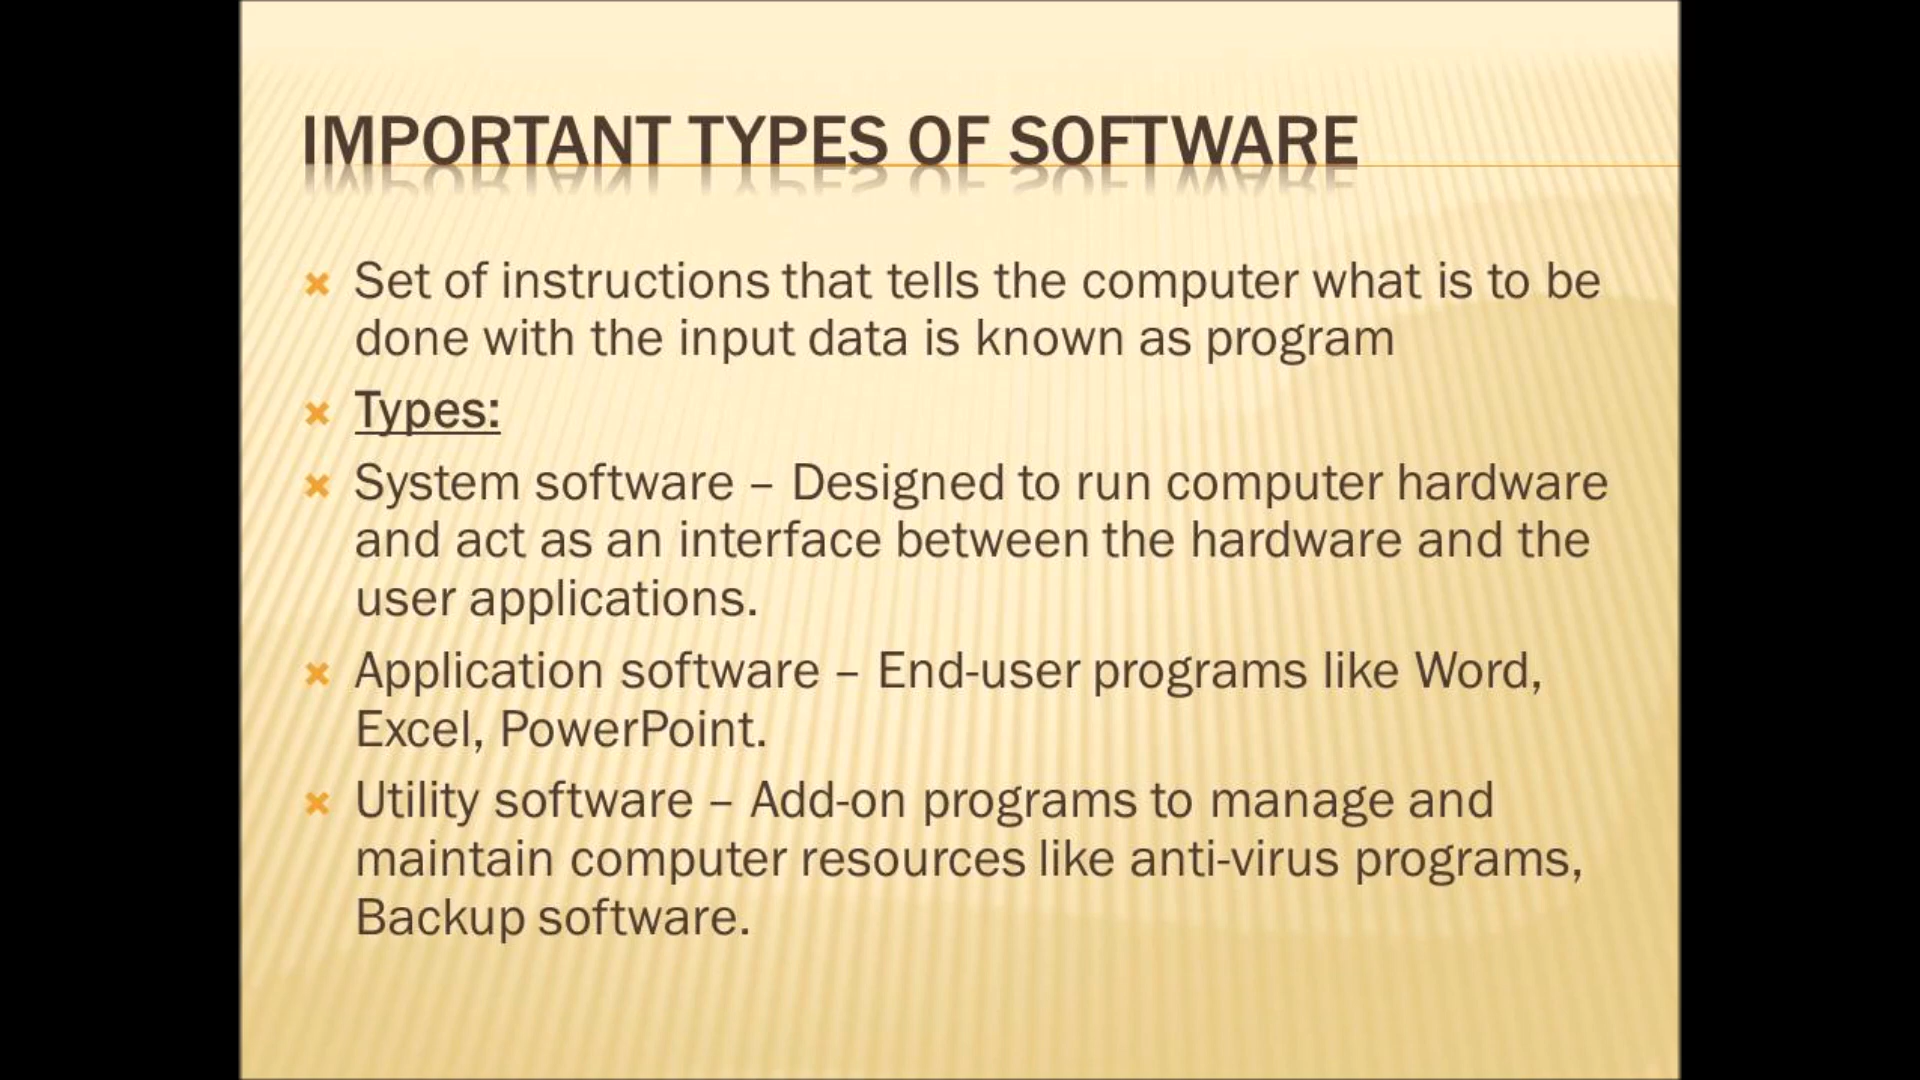 IMPORTANT TYPES OF SOFTWARE
Set of instructions that tells the computer what is to be
done with the input data is known as program
Types:
System software – Designed to run computer hardware
and act as an interface between the hardware and the
user applications.
Application software – End-user programs like Word,
Excel, PowerPoint.
Utility software – Add-on programs to manage and
maintain computer resources like anti-virus programs,
Backup software.